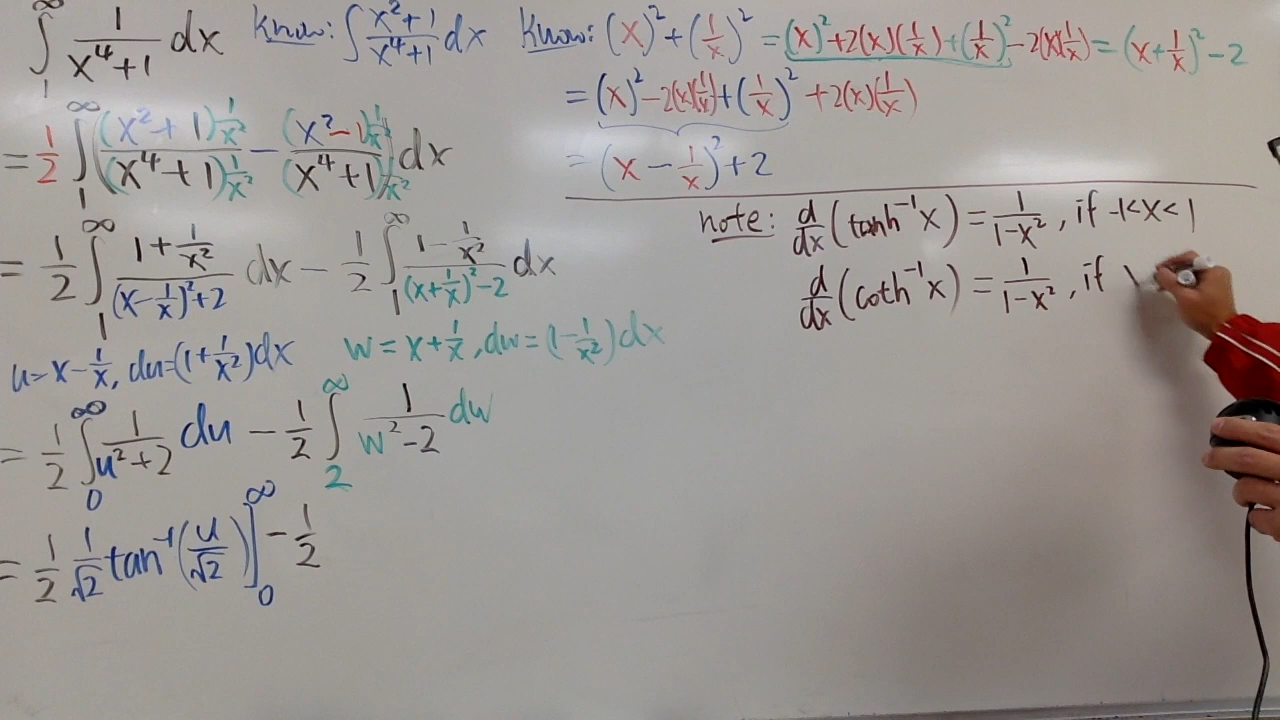 ∫₁^∞ 1/(x⁴+1) dx
Know: ∫ (x²+1)/(x⁴+1) dx
= 1/2 ∫₁^∞ ((x²+1)1/x²)/((x⁴+1)1/x²) − ((x²−1)1/x²)/((x⁴+1)1/x²) dx
= 1/2 ∫₁^∞ (1+1/x²)/((x−1/x)²+2) dx − 1/2 ∫₁^∞ (1−1/x²)/((x+1/x)²−2) dx
u=x−1/x, du=(1+1/x²)dx
w=x+1/x, dw=(1−1/x²)dx
= 1/2 ∫₀^∞ 1/(u²+2) du − 1/2 ∫₂^∞ 1/(w²−2) dw
= 1/2 1/√2 tan⁻¹(u/√2)]₀^∞ − 1/2
Know: (x)²+(1/x)² = (x)²+2(x)(1/x)+(1/x)²−2(x)(1/x) = (x+1/x)²−2
= (x)²−2(x)(1/x)+(1/x)² + 2(x)(1/x)
= (x−1/x)²+2
note: d/dx(tanh⁻¹x) = 1/(1−x²), if −1<x<1
d/dx(coth⁻¹x) = 1/(1−x²), if